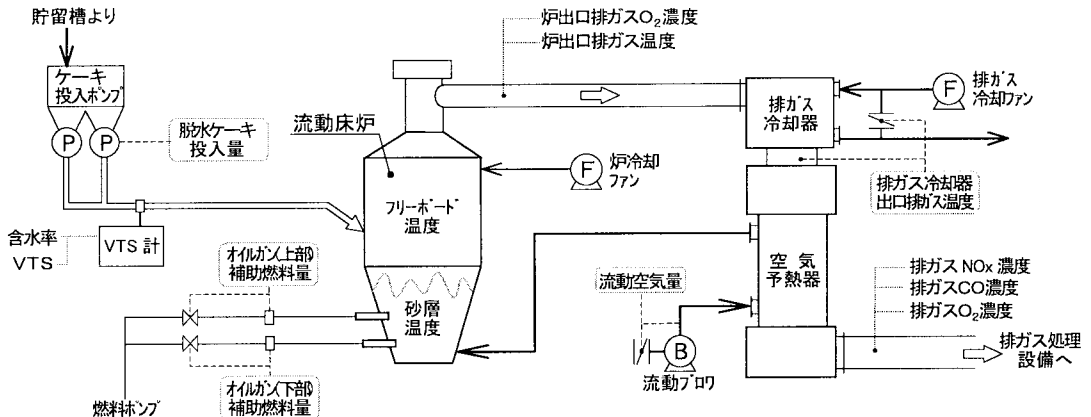 貯留槽より
ケーキ
投入ポンプ
P
P
脱水ケーキ
投入量
含水率
VTS
VTS 計
流動床炉
フリーボード
温度
砂層
温度
オイルガン(上部)
補助燃料量
オイルガン(下部)
補助燃料量
燃料ポンプ
炉出口排ガスO₂濃度
炉出口排ガス温度
F
炉冷却
ファン
排ガス
冷却器
F
排ガス
冷却ファン
排ガス冷却器
出口排ガス温度
空気
予熱器
流動空気量
B
流動ブロワ
排ガスNOx濃度
排ガスCO濃度
排ガスO₂濃度
排ガス処理
設備へ